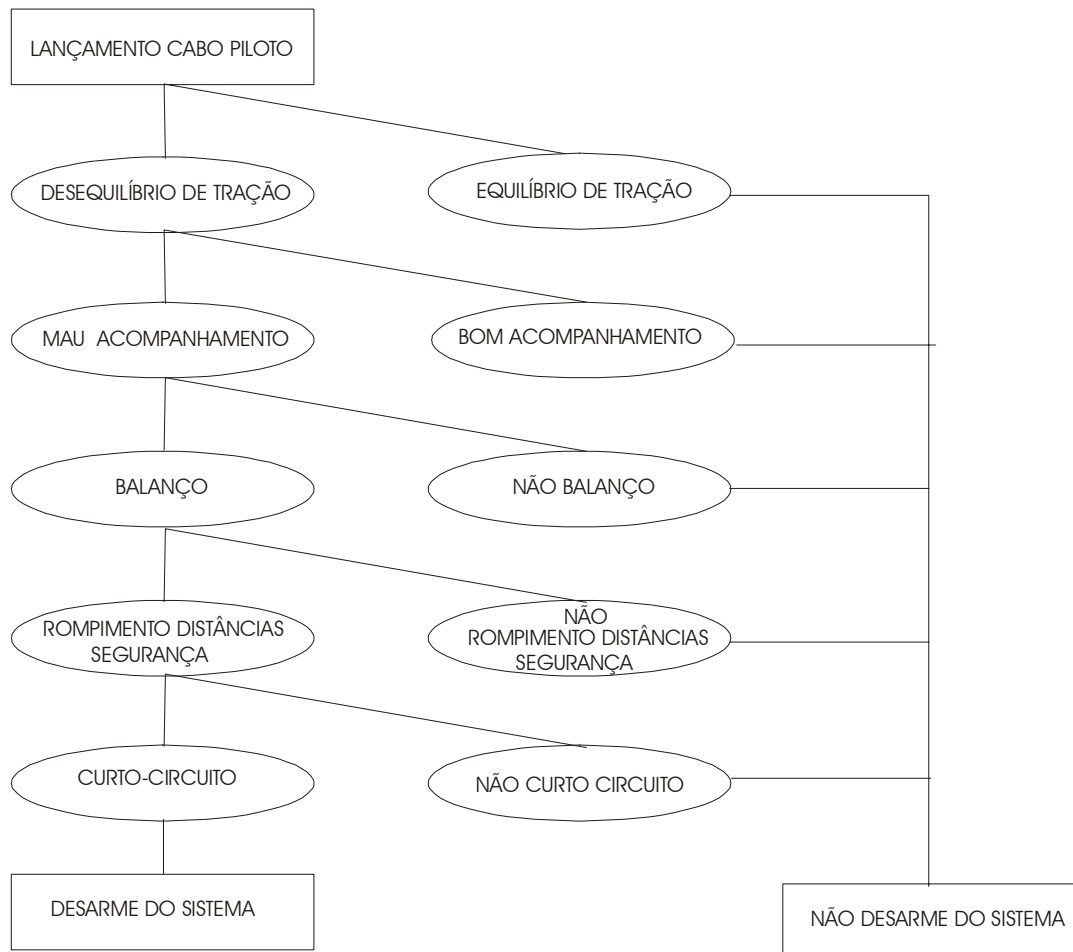 LANÇAMENTO CABO PILOTO
DESEQUILÍBRIO DE TRAÇÃO
EQUILÍBRIO DE TRAÇÃO
MAU ACOMPANHAMENTO
BOM ACOMPANHAMENTO
BALANÇO
NÃO BALANÇO
ROMPIMENTO DISTÂNCIAS
SEGURANÇA
NÃO
ROMPIMENTO DISTÂNCIAS
SEGURANÇA
CURTO-CIRCUITO
NÃO CURTO CIRCUITO
DESARME DO SISTEMA
NÃO DESARME DO SISTEMA